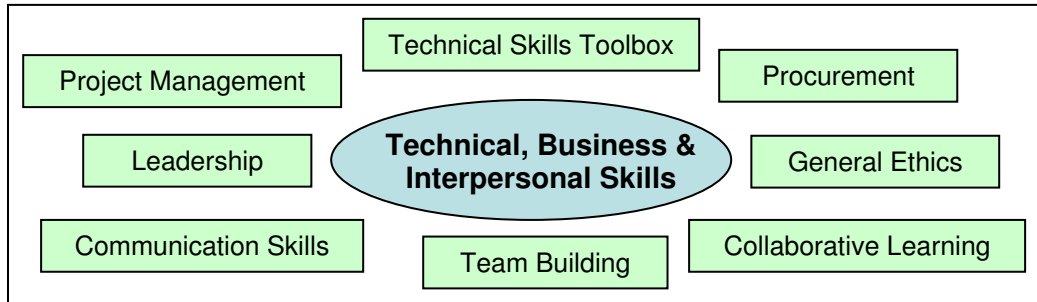 Technical Skills Toolbox
Project Management
Procurement
Leadership
Technical, Business &
Interpersonal Skills
General Ethics
Communication Skills
Team Building
Collaborative Learning